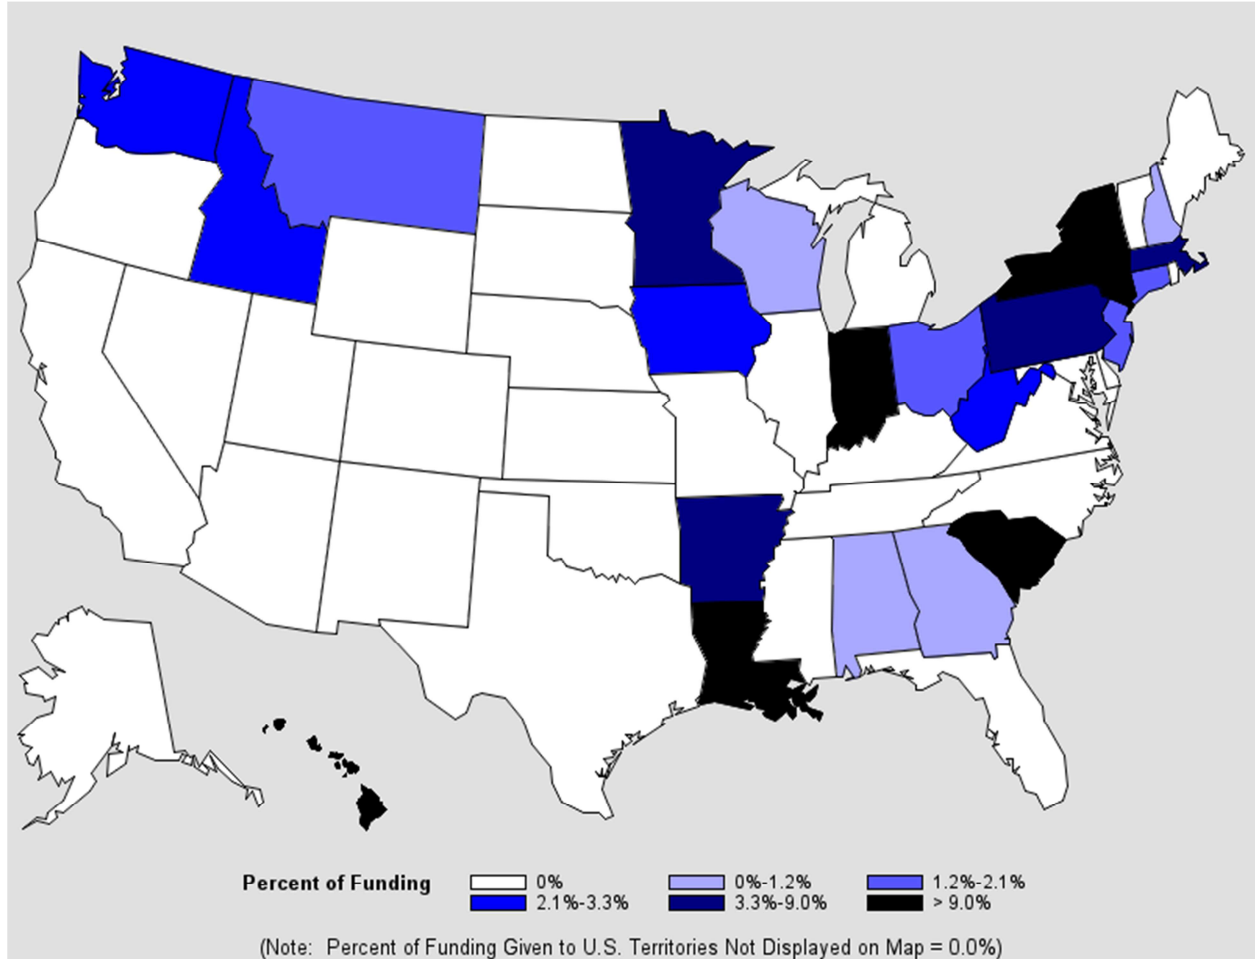 Percent of Funding 0% 0%-1.2% 1.2%-2.1%
2.1%-3.3% 3.3%-9.0% > 9.0%
(Note: Percent of Funding Given to U.S. Territories Not Displayed on Map = 0.0%)